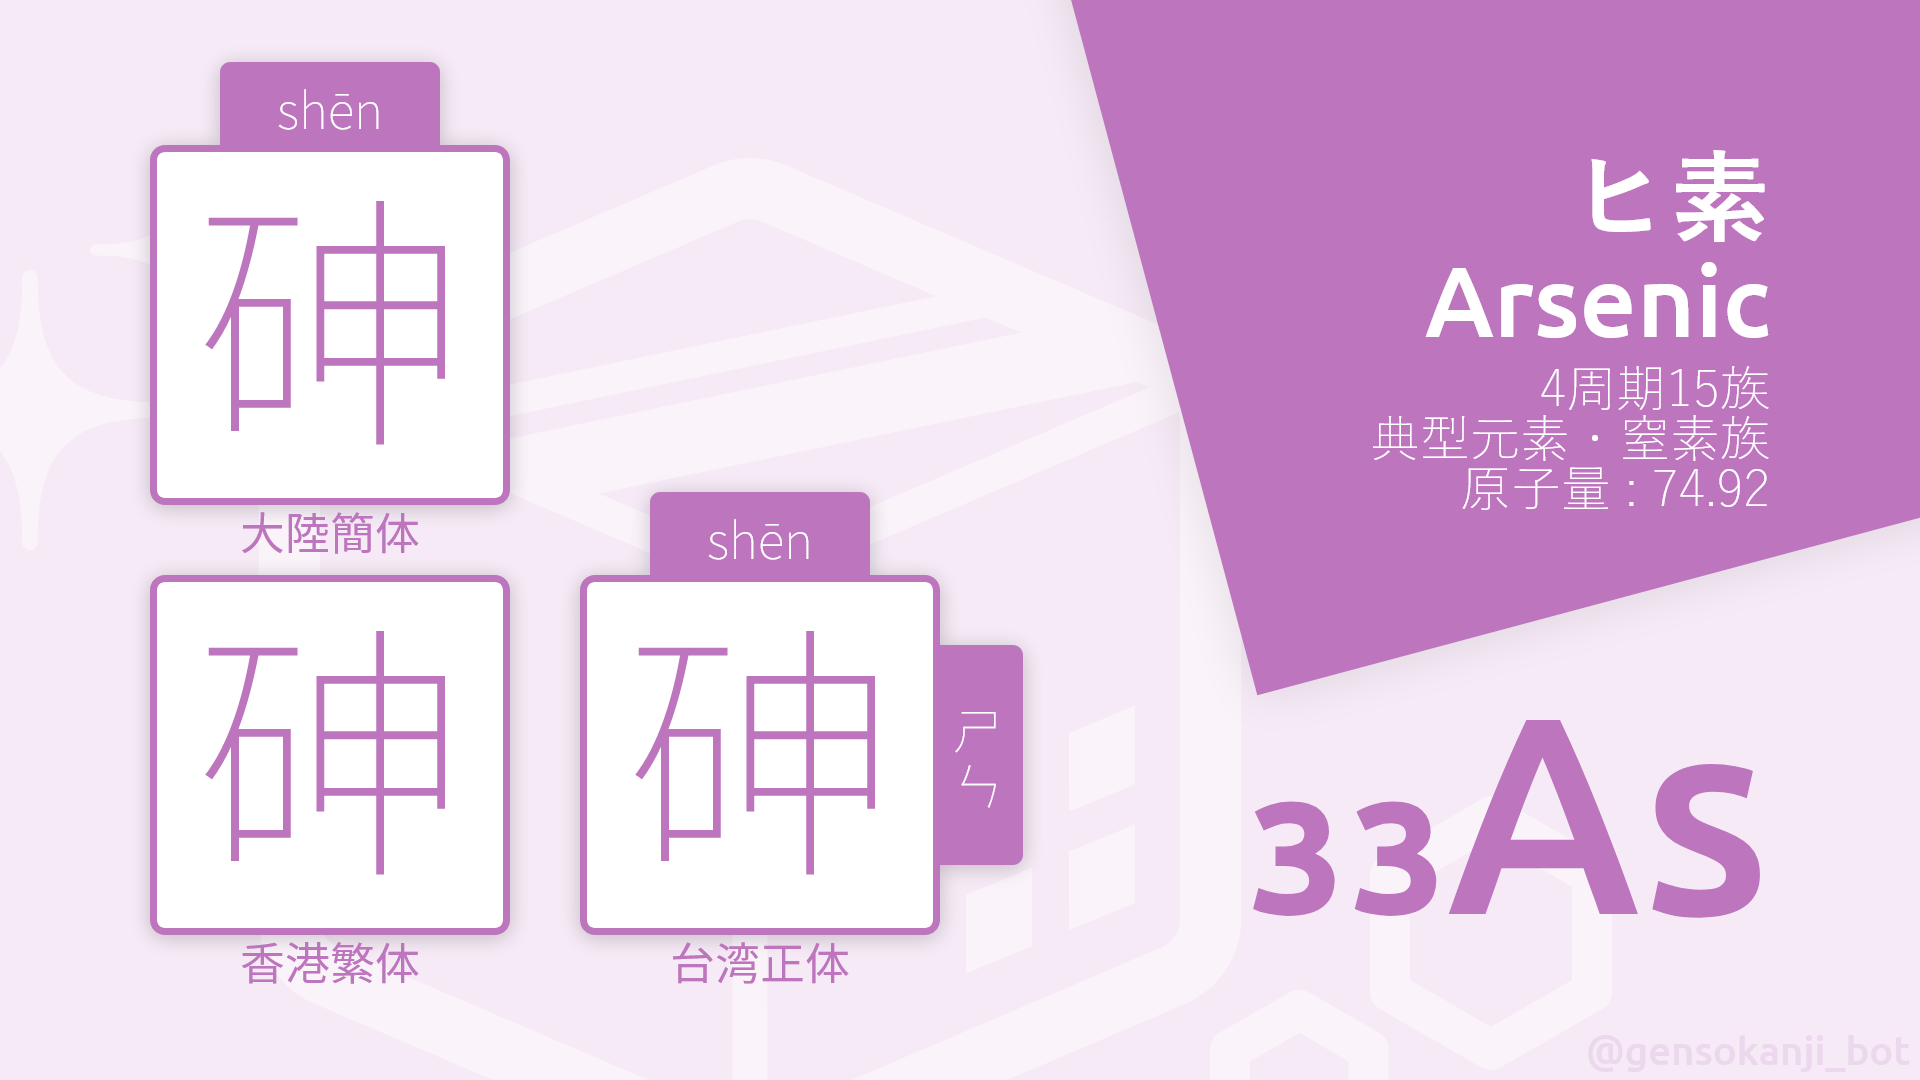 shēn
砷
大陸簡体
砷
香港繁体
shēn
砷
ㄕ
ㄣ
台湾正体
ヒ素
Arsenic
4周期15族
典型元素・窒素族
原子量：74.92
33As
@gensokanji_bot